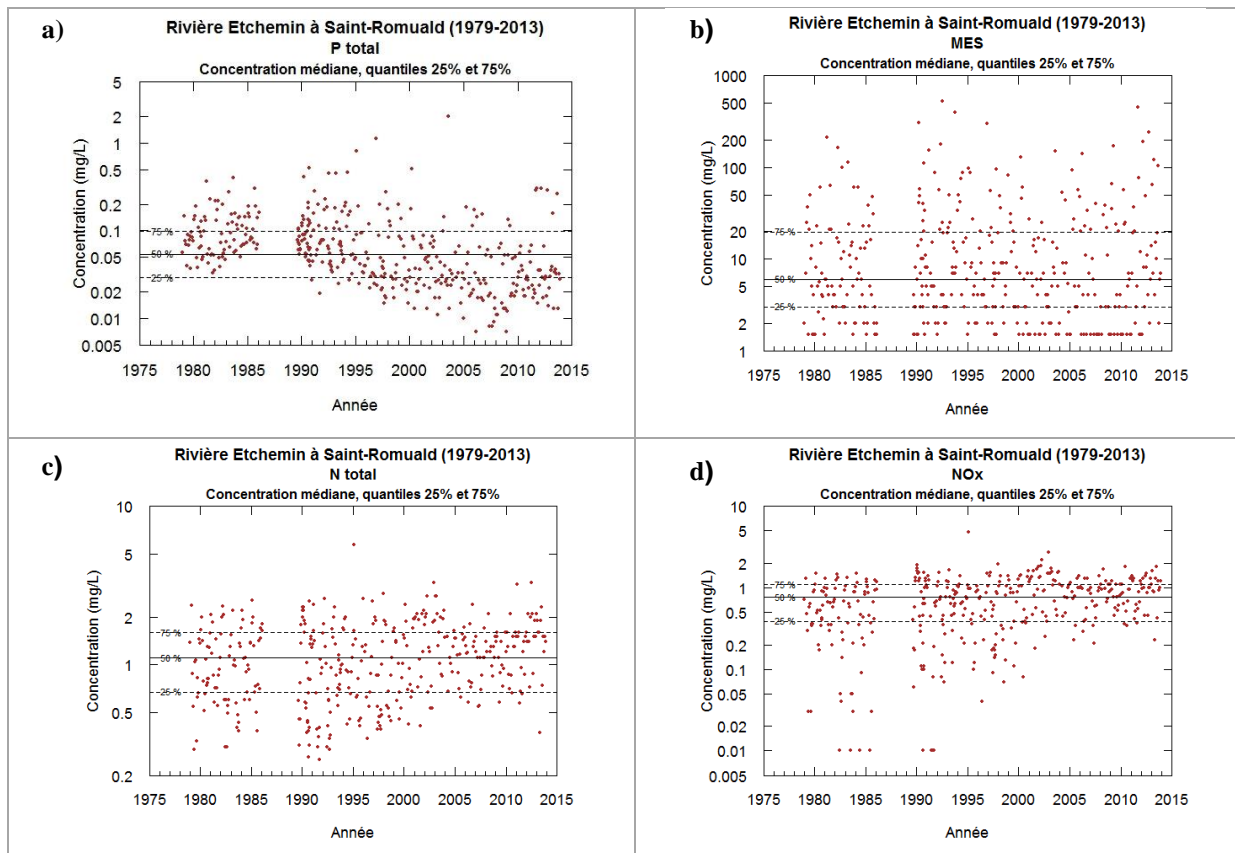 a)
Rivière Etchemin à Saint-Romuald (1979-2013)
P total
Concentration médiane, quantiles 25% et 75%
Concentration (mg/L)
5
2
1
0.5
0.2
0.1
0.05
0.02
0.01
0.005
75 %
50 %
25 %
1975 1980 1985 1990 1995 2000 2005 2010 2015
Année
b)
Rivière Etchemin à Saint-Romuald (1979-2013)
MES
Concentration médiane, quantiles 25% et 75%
Concentration (mg/L)
1000
500
200
100
50
20
10
5
2
1
75 %
50 %
25 %
1975 1980 1985 1990 1995 2000 2005 2010 2015
Année
c)
Rivière Etchemin à Saint-Romuald (1979-2013)
N total
Concentration médiane, quantiles 25% et 75%
Concentration (mg/L)
10
5
2
1
0.5
0.2
75 %
50 %
25 %
1975 1980 1985 1990 1995 2000 2005 2010 2015
Année
d)
Rivière Etchemin à Saint-Romuald (1979-2013)
NOx
Concentration médiane, quantiles 25% et 75%
Concentration (mg/L)
10
5
2
1
0.5
0.2
0.1
0.05
0.02
0.01
0.005
75 %
50 %
25 %
1975 1980 1985 1990 1995 2000 2005 2010 2015
Année